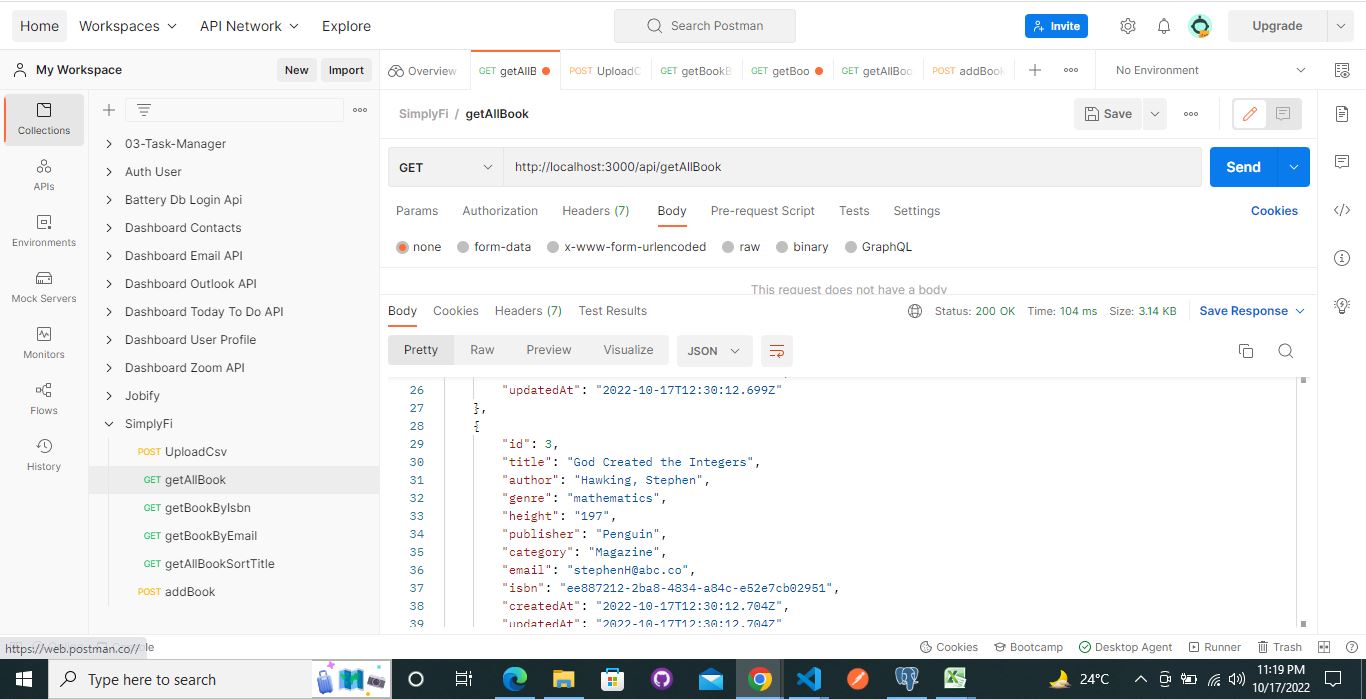 Home Workspaces API Network Explore Search Postman Invite Upgrade
My Workspace New Import Overview GET getAllB POST UploadC GET getBookB GET getBoo GET getAllBoo POST addBook No Environment
Collections
APIs
Environments
Mock Servers
Monitors
Flows
History
03-Task-Manager
Auth User
Battery Db Login Api
Dashboard Contacts
Dashboard Email API
Dashboard Outlook API
Dashboard Today To Do API
Dashboard User Profile
Dashboard Zoom API
Jobify
SimplyFi
POST UploadCsv
GET getAllBook
GET getBookByIsbn
GET getBookByEmail
GET getAllBookSortTitle
POST addBook
SimplyFi / getAllBook Save
GET http://localhost:3000/api/getAllBook Send
Params Authorization Headers (7) Body Pre-request Script Tests Settings Cookies
none form-data x-www-form-urlencoded raw binary GraphQL
This request does not have a body
Body Cookies Headers (7) Test Results Status: 200 OK Time: 104 ms Size: 3.14 KB Save Response
Pretty Raw Preview Visualize JSON
26 "updatedAt": "2022-10-17T12:30:12.699Z"
27 },
28 {
29 "id": 3,
30 "title": "God Created the Integers",
31 "author": "Hawking, Stephen",
32 "genre": "mathematics",
33 "height": "197",
34 "publisher": "Penguin",
35 "category": "Magazine",
36 "email": "stephenH@abc.co",
37 "isbn": "ee887212-2ba8-4834-a84c-e52e7cb02951",
38 "createdAt": "2022-10-17T12:30:12.704Z",
39 "updatedAt": "2022-10-17T12:30:12.704Z"
https://web.postman.co// Cookies Bootcamp Desktop Agent Runner Trash
Type here to search 24°C 11:19 PM
10/17/2022